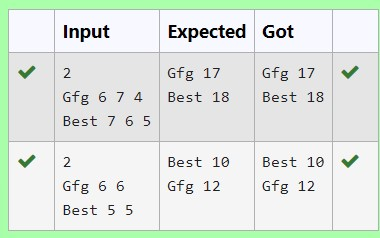 Input Expected Got
2 Gfg 17 Gfg 17
Gfg 6 7 4 Best 18 Best 18
Best 7 6 5
2 Best 10 Best 10
Gfg 6 6 Gfg 12 Gfg 12
Best 5 5